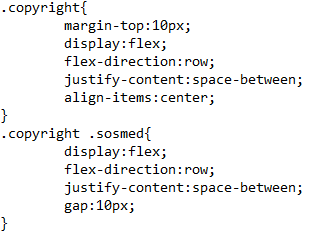 .copyright{
        margin-top:10px;
        display:flex;
        flex-direction:row;
        justify-content:space-between;
        align-items:center;
}
.copyright .sosmed{
        display:flex;
        flex-direction:row;
        justify-content:space-between;
        gap:10px;
}